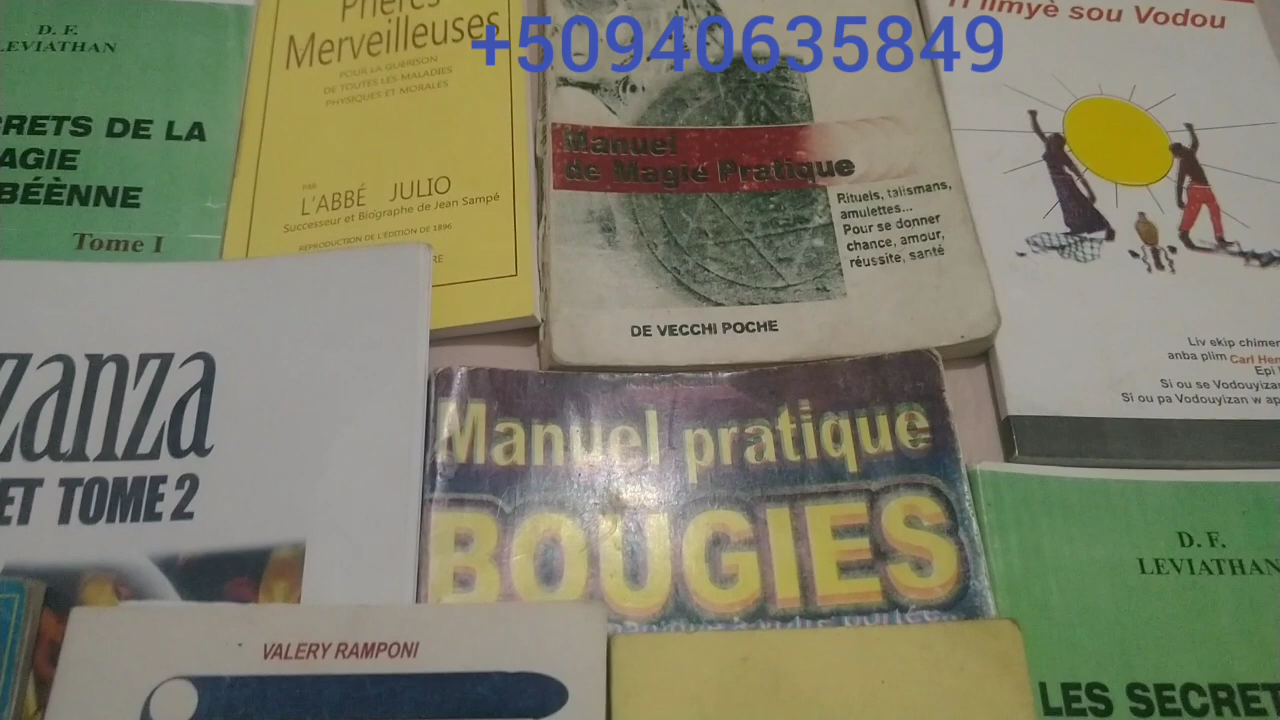 D. F.
LEVIATHAN
CRETS DE LA
AGIE
BÉÈNNE
Tome I
Prières
Merveilleuses
POUR LA GUÉRISON
DE TOUTES LES MALADIES
PHYSIQUES ET MORALES
PAR
L'ABBÉ JULIO
Successeur et Biographe de Jean Sampé
REPRODUCTION DE L'ÉDITION DE 1896
RE
+50940635849
Manuel
de Magie Pratique
Rituels, talismans,
amulettes...
Pour se donner
chance, amour,
réussite, santé
DE VECCHI POCHE
Ti limyè sou Vodou
Liv ekip chimer
anba plim Carl Hen
Epi
Si ou se Vodouyizan
Si ou pa Vodouyizan w ap
zanza
ET TOME 2
Manuel pratique
BOUGIES
VALERY RAMPONI
D. F.
LEVIATHAN
LES SECRET